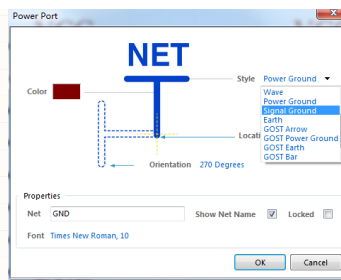 Power Port
NET
Style Power Ground
Color
Wave
Power Ground
Signal Ground
Earth
GOST Arrow
GOST Power Ground
GOST Earth
GOST Bar
Locati
Orientation 270 Degrees
Properties
Net GND Show Net Name Locked
Font Times New Roman, 10
OK Cancel